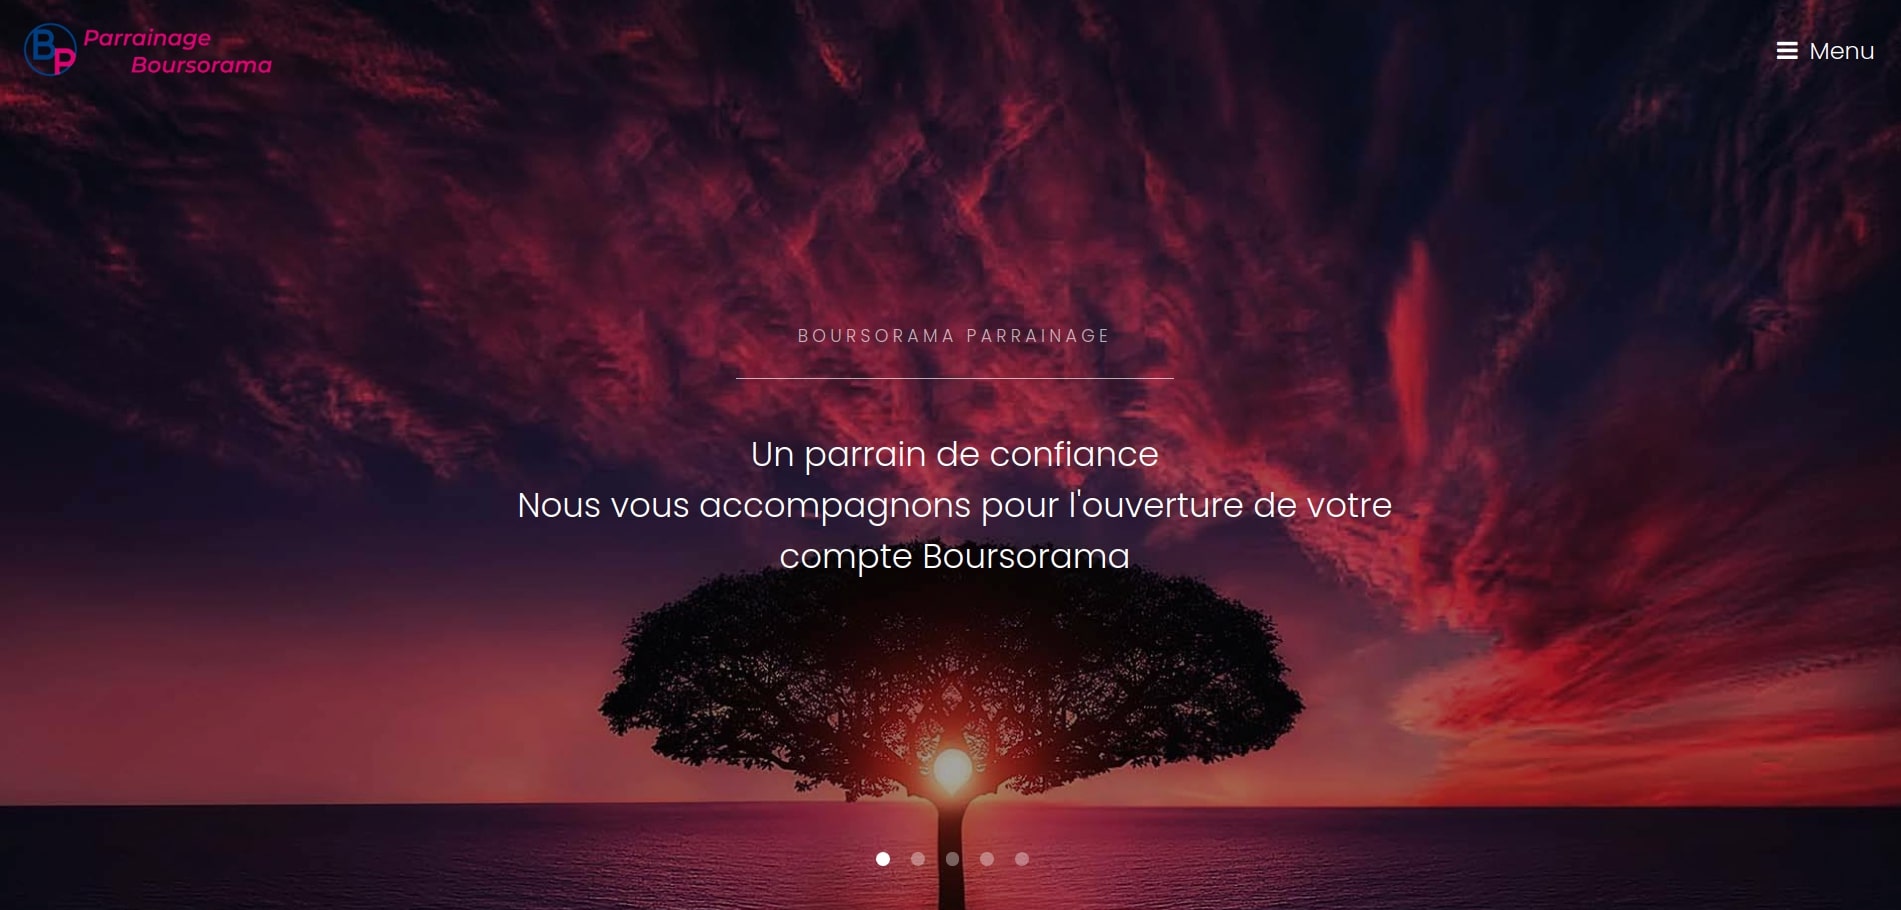 BP Parrainage
Boursorama
Menu
BOURSORAMA PARRAINAGE
Un parrain de confiance
Nous vous accompagnons pour l'ouverture de votre
compte Boursorama